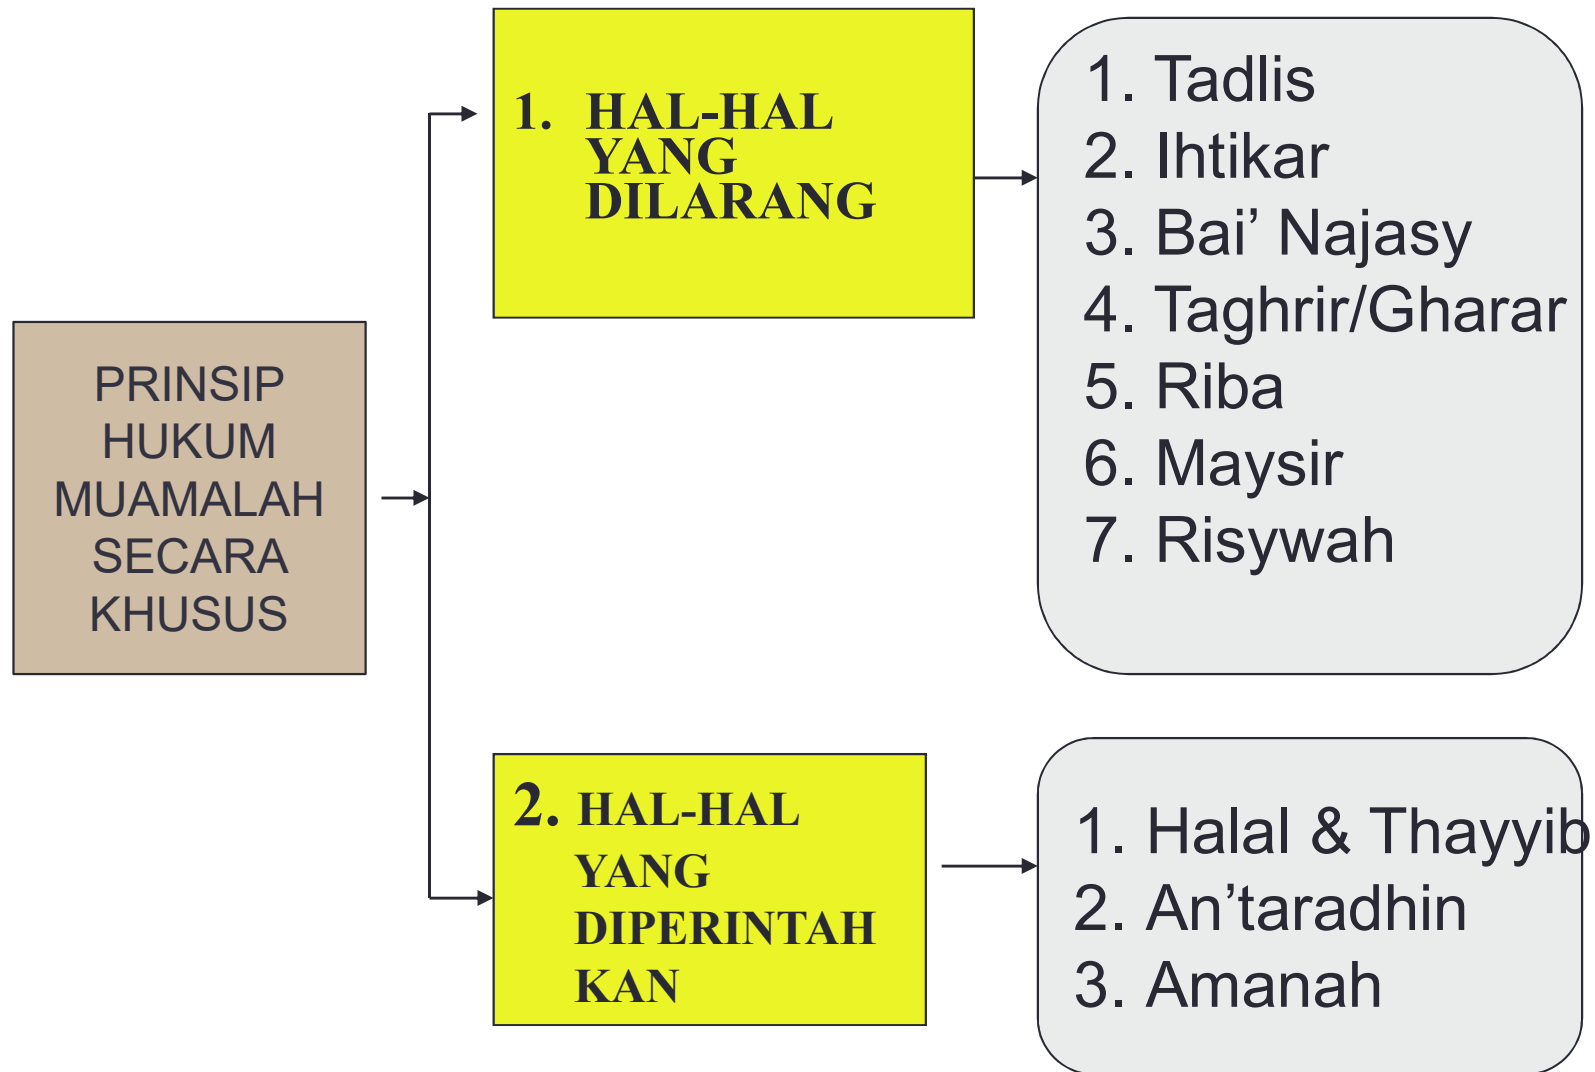 PRINSIP
HUKUM
MUAMALAH
SECARA
KHUSUS
1. HAL-HAL
YANG
DILARANG
1. Tadlis
2. Ihtikar
3. Bai’ Najasy
4. Taghrir/Gharar
5. Riba
6. Maysir
7. Risywah
2. HAL-HAL
YANG
DIPERINTAH
KAN
1. Halal & Thayyib
2. An’taradhin
3. Amanah